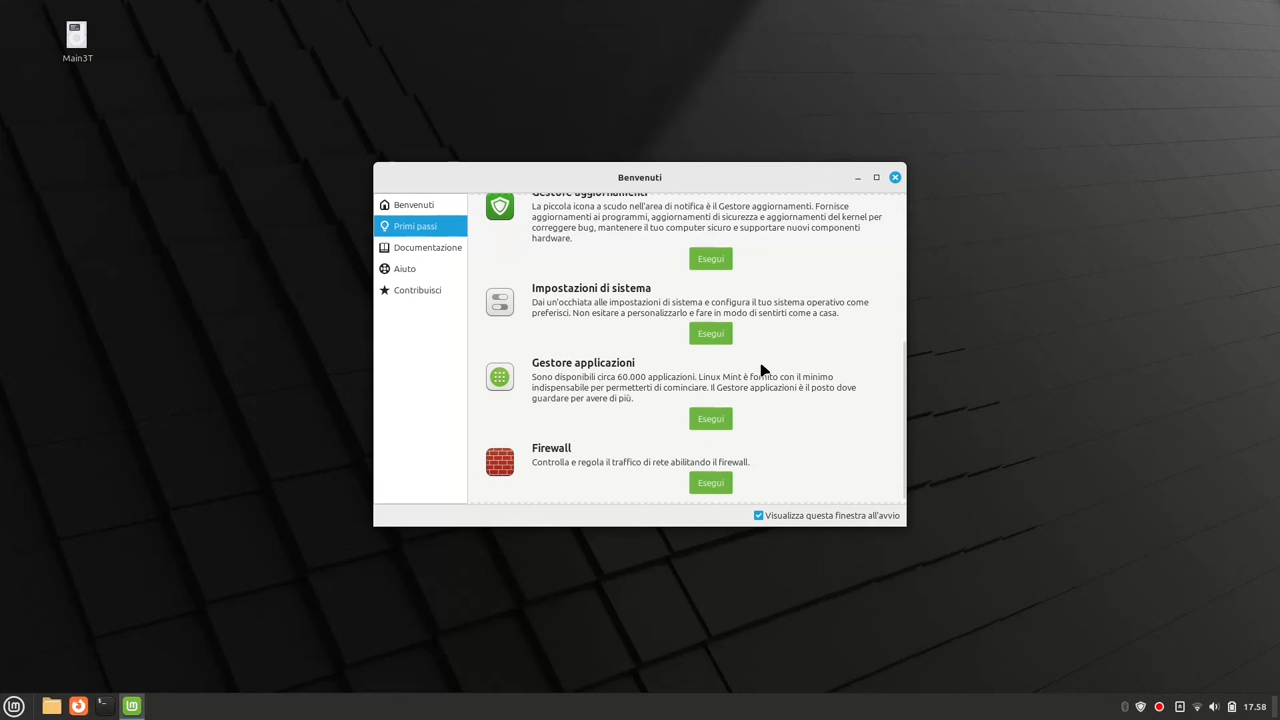 Main3T
Benvenuti
Benvenuti
Primi passi
Documentazione
Aiuto
Contribuisci
Gestore aggiornamenti
La piccola icona a scudo nell'area di notifica è il Gestore aggiornamenti. Fornisce
aggiornamenti ai programmi, aggiornamenti di sicurezza e aggiornamenti del kernel per
correggere bug, mantenere il tuo computer sicuro e supportare nuovi componenti
hardware.
Esegui
Impostazioni di sistema
Dai un'occhiata alle impostazioni di sistema e configura il tuo sistema operativo come
preferisci. Non esitare a personalizzarlo e fare in modo di sentirti come a casa.
Esegui
Gestore applicazioni
Sono disponibili circa 60.000 applicazioni. Linux Mint è fornito con il minimo
indispensabile per permetterti di cominciare. Il Gestore applicazioni è il posto dove
guardare per avere di più.
Esegui
Firewall
Controlla e regola il traffico di rete abilitando il firewall.
Esegui
Visualizza questa finestra all'avvio
17.58